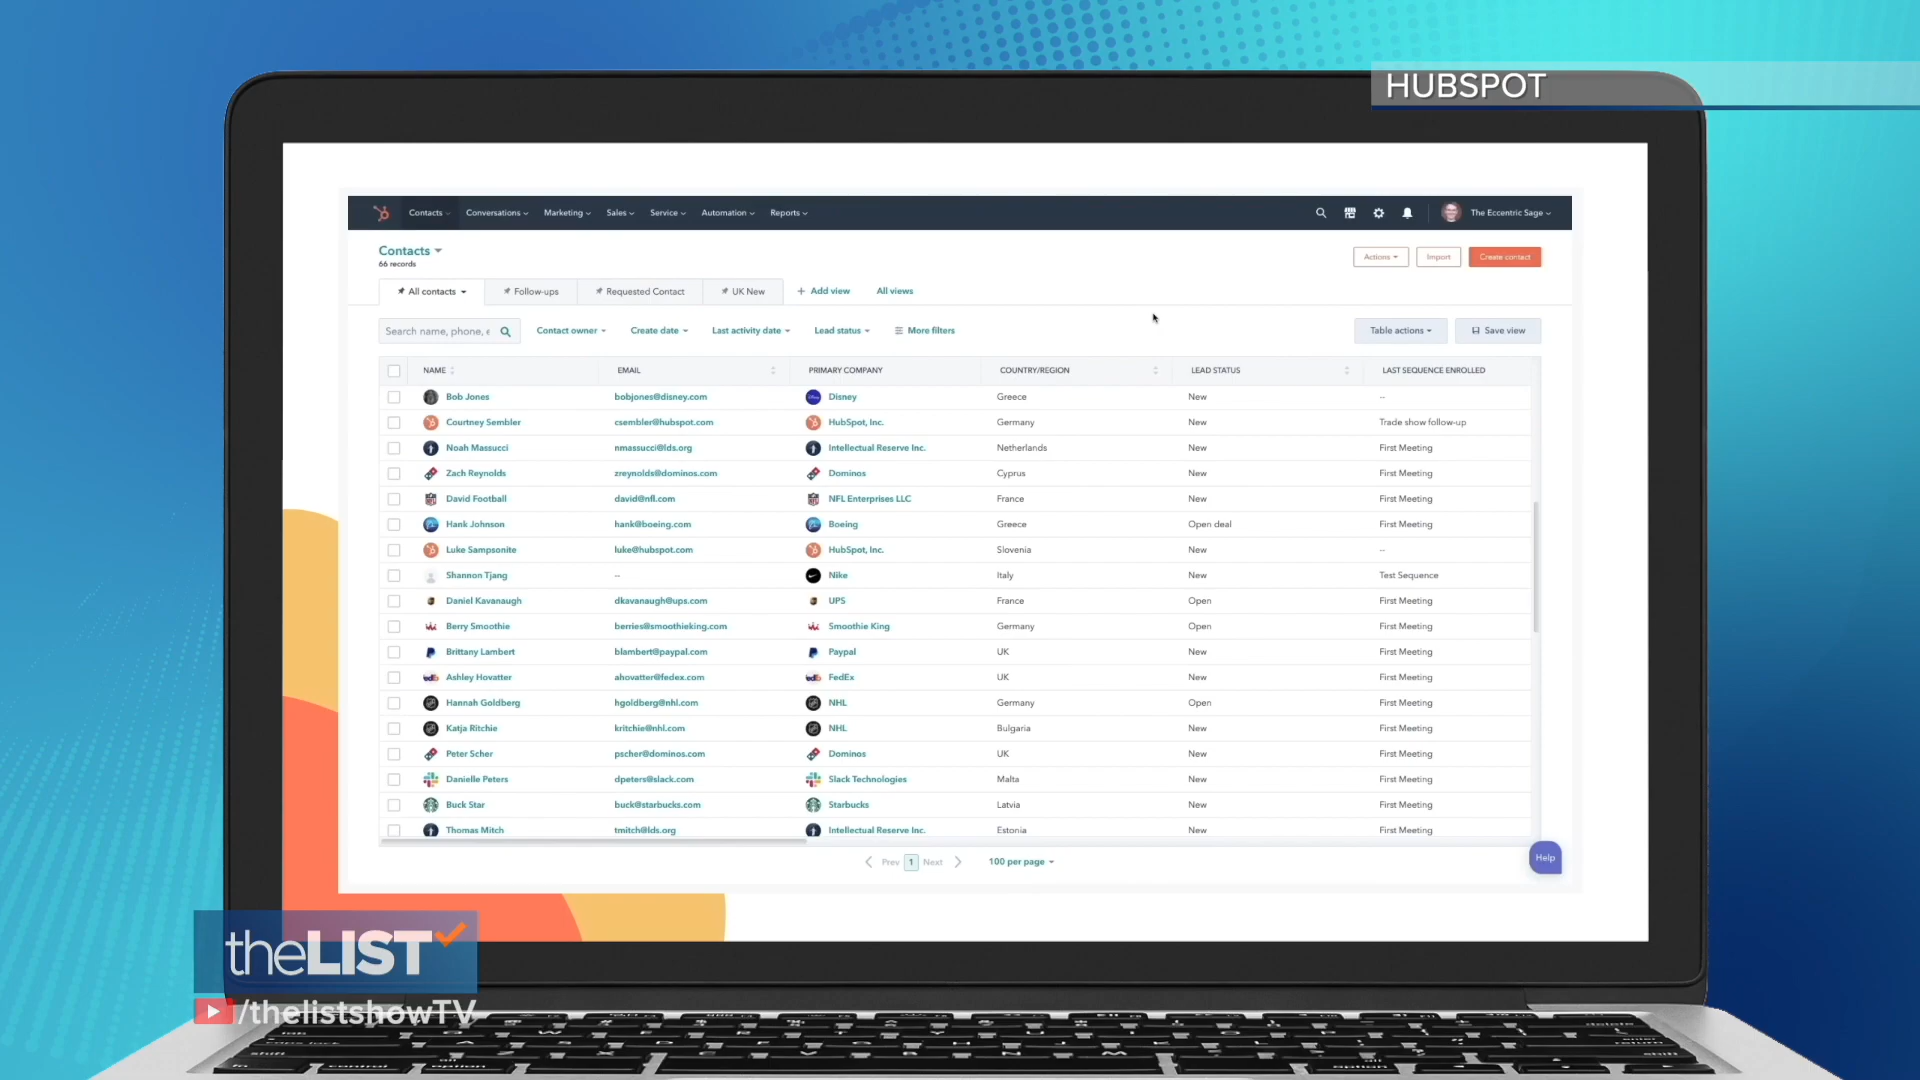 HUBSPOT
Contacts Conversations Marketing Sales Service Automation Reports The Eccentric Sage
Contacts
66 records
Actions Import Create contact
All contacts Follow-ups Requested Contact UK New + Add view All views
Search name, phone, e Contact owner Create date Last activity date Lead status More filters Table actions Save view
NAME EMAIL PRIMARY COMPANY COUNTRY/REGION LEAD STATUS LAST SEQUENCE ENROLLED
Bob Jones bobjones@disney.com Disney Greece New --
Courtney Sembler csembler@hubspot.com HubSpot, Inc. Germany New Trade show follow-up
Noah Massucci nmassucci@lds.org Intellectual Reserve Inc. Netherlands New First Meeting
Zach Reynolds zreynolds@dominos.com Dominos Cyprus New First Meeting
David Football david@nfl.com NFL Enterprises LLC France New First Meeting
Hank Johnson hank@boeing.com Boeing Greece Open deal First Meeting
Luke Sampsonite luke@hubspot.com HubSpot, Inc. Slovenia New --
Shannon Tjang -- Nike Italy New Test Sequence
Daniel Kavanaugh dkavanaugh@ups.com UPS France Open First Meeting
Berry Smoothie berries@smoothieking.com Smoothie King Germany Open First Meeting
Brittany Lambert blambert@paypal.com Paypal UK New First Meeting
Ashley Hovatter ahovatter@fedex.com FedEx UK New First Meeting
Hannah Goldberg hgoldberg@nhl.com NHL Germany Open First Meeting
Katja Ritchie kritchie@nhl.com NHL Bulgaria New First Meeting
Peter Scher pscher@dominos.com Dominos UK New First Meeting
Danielle Peters dpeters@slack.com Slack Technologies Malta New First Meeting
Buck Star buck@starbucks.com Starbucks Latvia New First Meeting
Thomas Mitch tmitch@lds.org Intellectual Reserve Inc. Estonia New First Meeting
Prev 1 Next 100 per page
Help
theLIST
/thelistshowTV